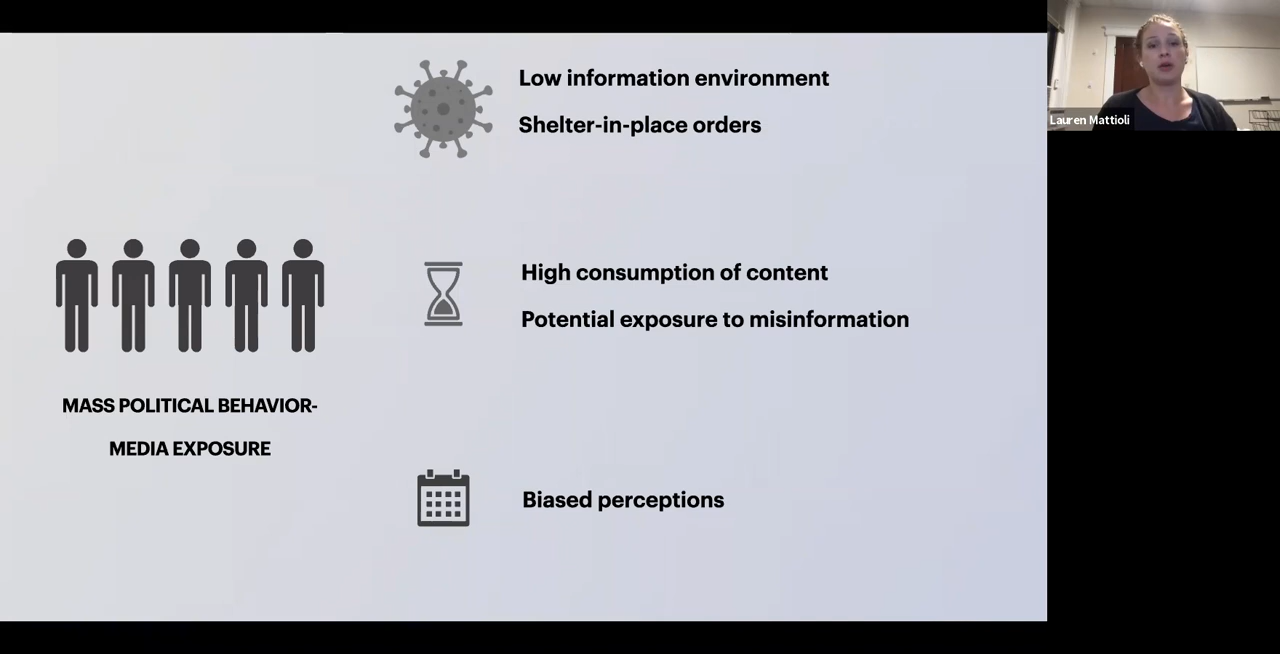 Low information environment
Shelter-in-place orders
High consumption of content
Potential exposure to misinformation
MASS POLITICAL BEHAVIOR-
MEDIA EXPOSURE
Biased perceptions
Lauren Mattioli